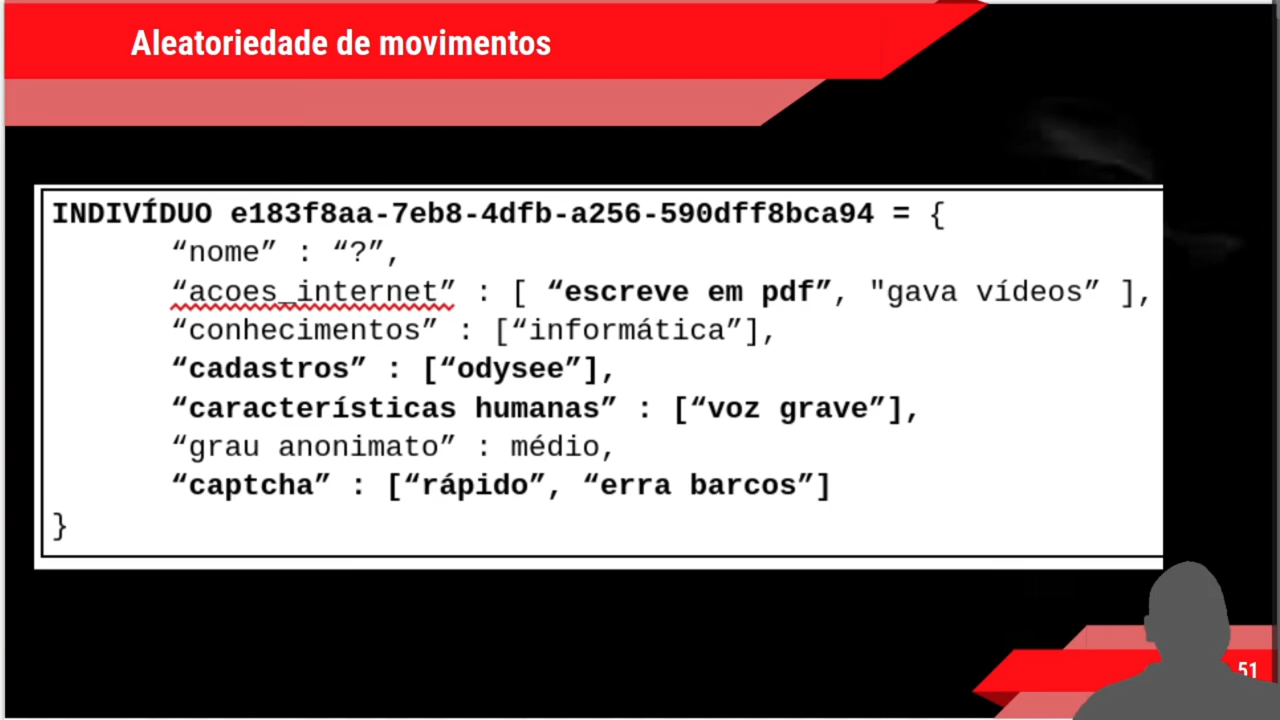 Aleatoriedade de movimentos
INDIVÍDUO e183f8aa-7eb8-4dfb-a256-590dff8bca94 = {
“nome” : “?”,
“acoes_internet” : [ “escreve em pdf”, "gava vídeos” ],
“conhecimentos” : [“informática”],
“cadastros” : [“odysee”],
“características humanas” : [“voz grave”],
“grau anonimato” : médio,
“captcha” : [“rápido”, “erra barcos”]
}
51